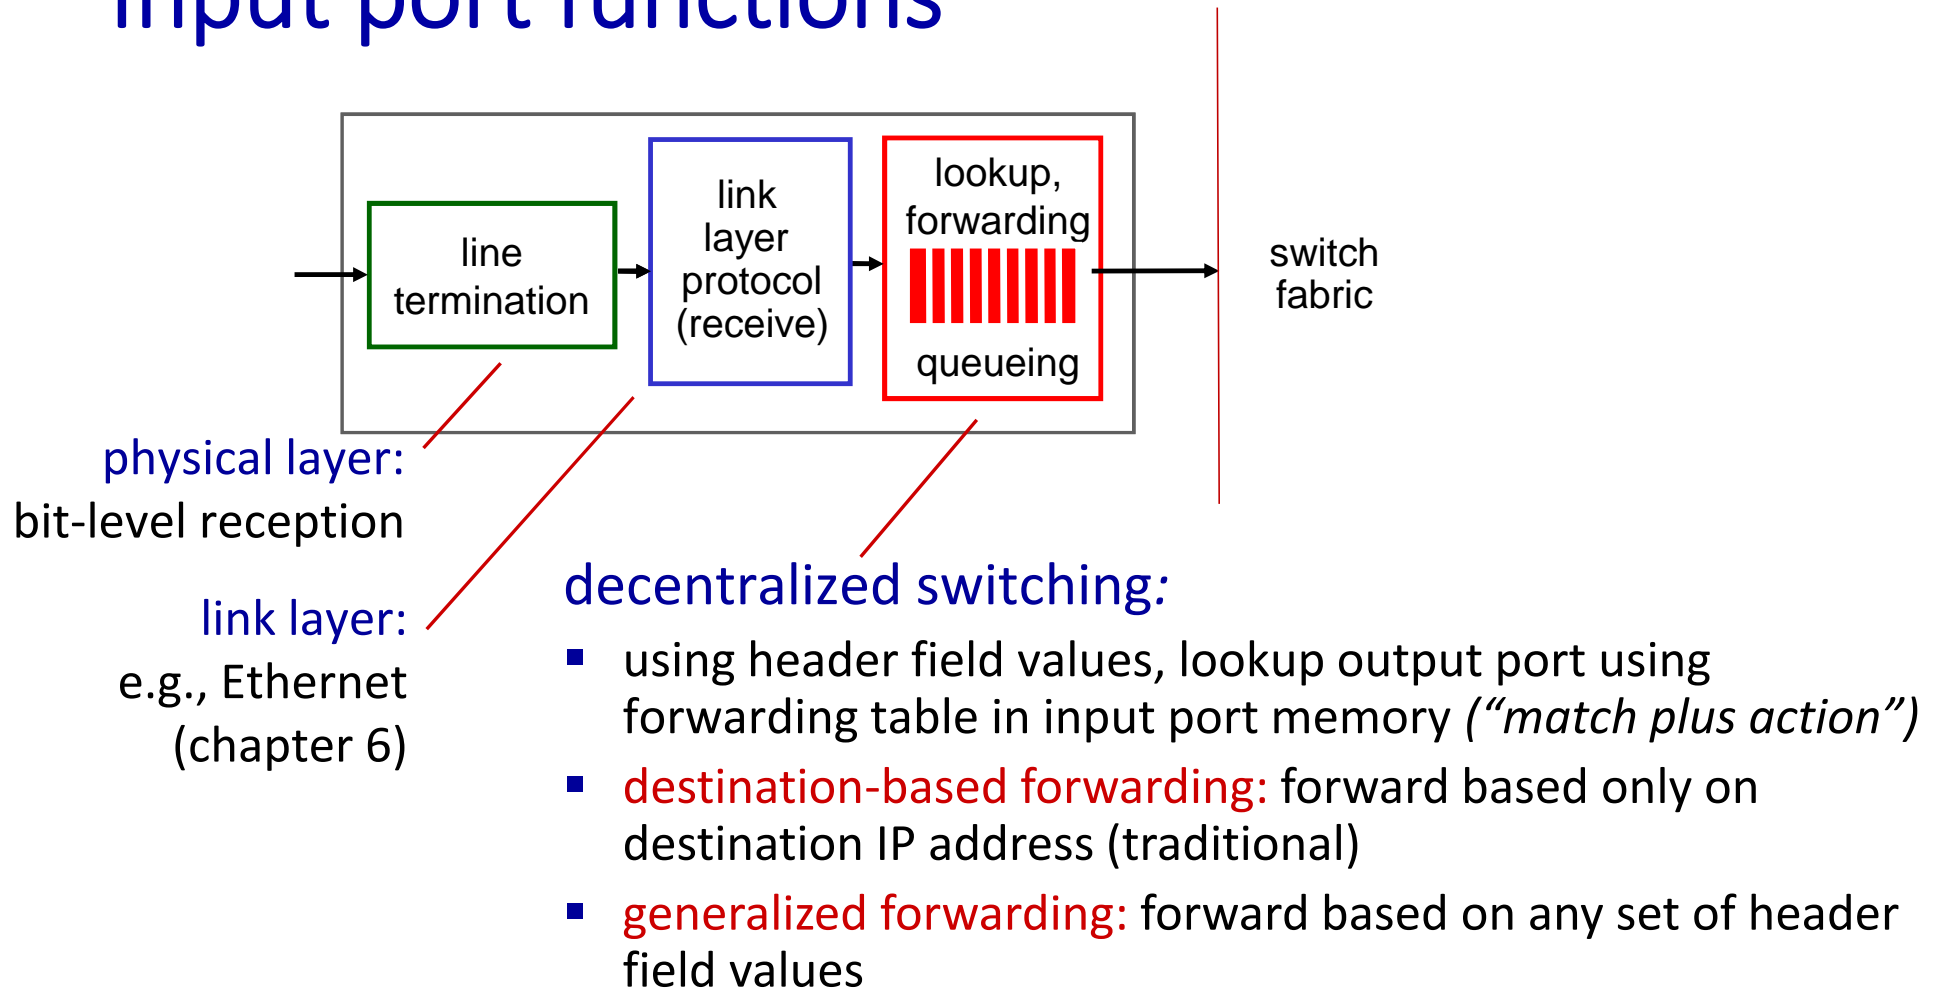 Input port functions
line
termination
link
layer
protocol
(receive)
lookup,
forwarding
queueing
switch
fabric
physical layer:
bit-level reception
link layer:
e.g., Ethernet
(chapter 6)
decentralized switching:
▪ using header field values, lookup output port using
forwarding table in input port memory (“match plus action”)
▪ destination-based forwarding: forward based only on
destination IP address (traditional)
▪ generalized forwarding: forward based on any set of header
field values